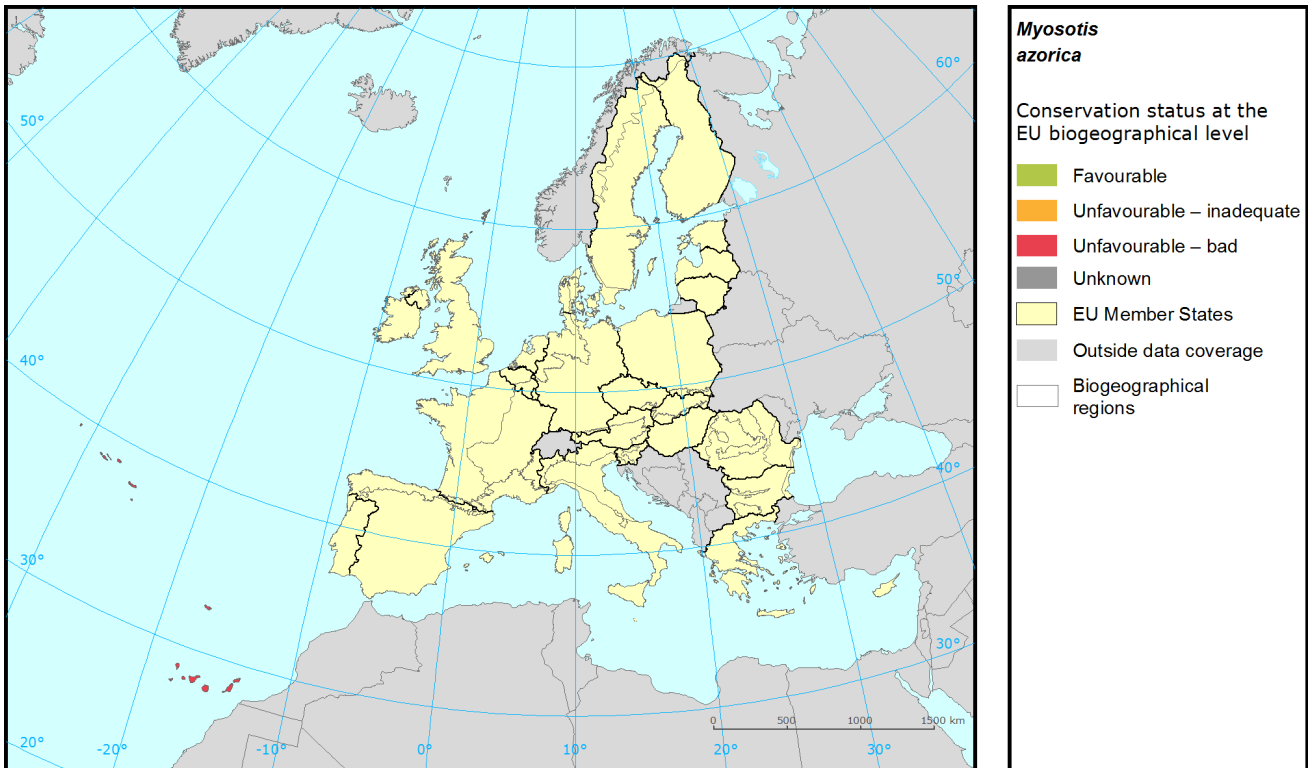 Myosotis
azorica
Conservation status at the
EU biogeographical level
Favourable
Unfavourable – inadequate
Unfavourable – bad
Unknown
EU Member States
Outside data coverage
Biogeographical
regions
60°
50°
50°
40°
40°
30°
30°
0 500 1000 1500 km
20° -20° -10° 0° 10° 20° 30°